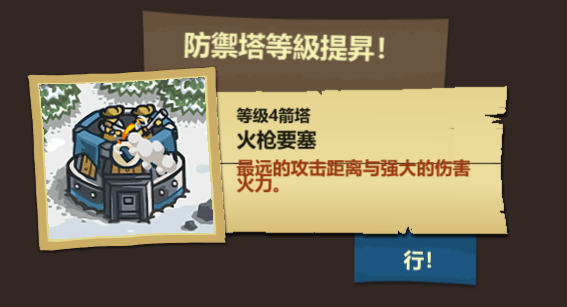 防禦塔等級提昇！
等级4箭塔
火枪要塞
最远的攻击距离与强大的伤害
火力。
行！